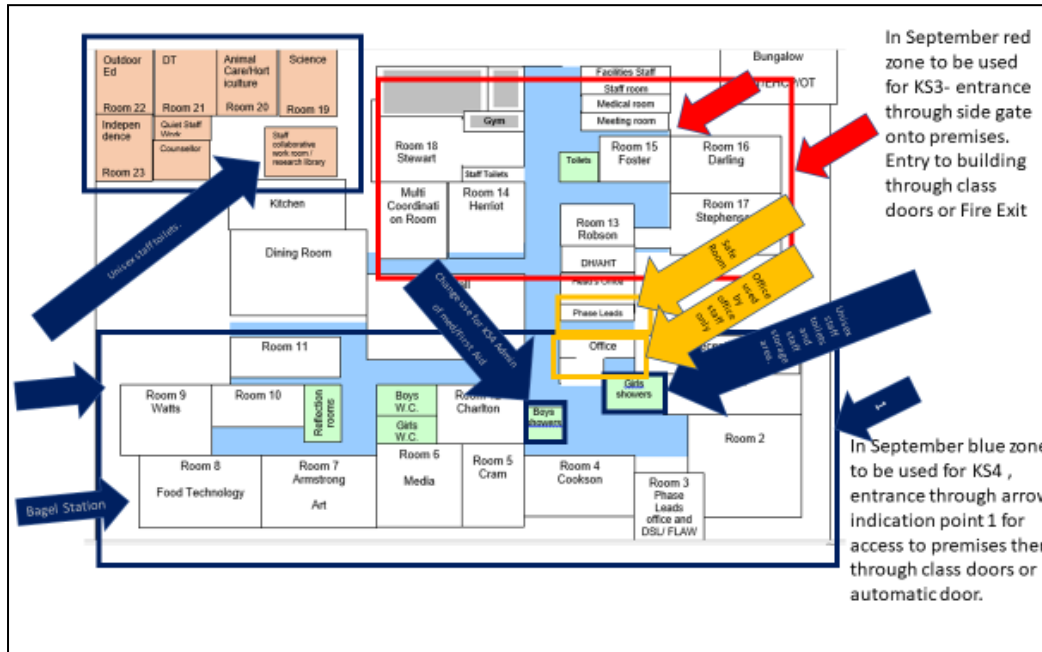 Outdoor
Ed
Room 22
DT
Room 21
Animal
Care/Hort
iculture
Room 20
Science
Room 19
Indepen
dence
Room 23
Quiet Staff
Work
Counsellor
Staff
collaborative
work room /
research library
Unisex staff toilets.
Kitchen
Dining Room
Gym
Room 18
Stewart
Staff Toilets
Multi
Coordinati
on Room
Room 14
Herriot
Facilities Staff
Staff room
Medical room
Meeting room
Toilets
Room 15
Foster
Room 16
Darling
Room 17
Bungalow
Room 13
Robson
DH/AHT
Head's Office
Phase Leads
Office
Safe
Room
Office
used
by
staff
office
only
Unisex
staff
toilets
and
staff
storage
area.
Change use for KS4 Admin
of med/First Aid
Girls
showers
Boys
showers
Room 11
Room 9
Watts
Room 10
Reflection
rooms
Boys
W.C.
Girls
W.C.
Charlton
Room 8
Food Technology
Room 7
Armstrong
Art
Room 6
Media
Room 5
Cram
Room 4
Cookson
Room 3
Phase
Leads
office and
DSL/ FLAW
Room 2
1
Bagel Station
In September red
zone to be used
for KS3- entrance
through side gate
onto premises.
Entry to building
through class
doors or Fire Exit
In September blue zone
to be used for KS4 ,
entrance through arrow
indication point 1 for
access to premises then
through class doors or
automatic door.